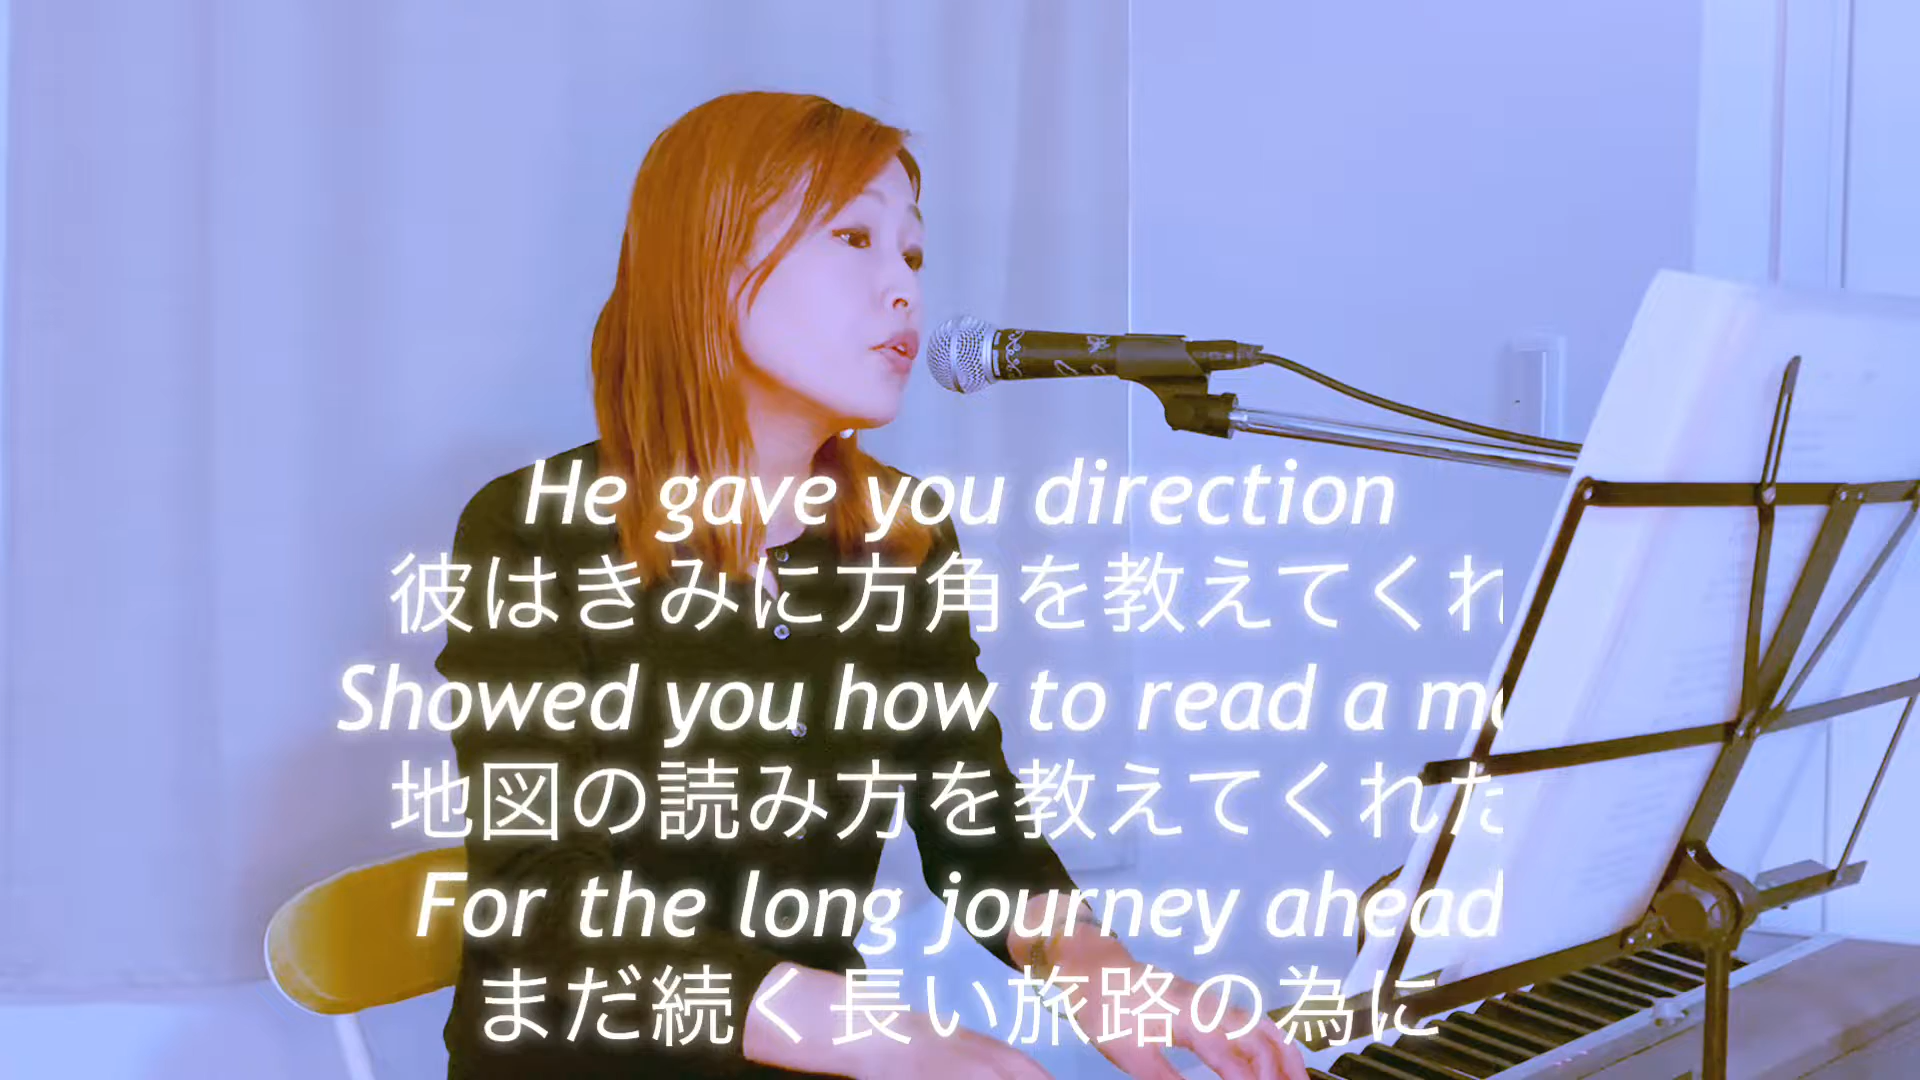 He gave you direction
彼はきみに方角を教えてくれ
Showed you how to read a
地図の読み方を教えてくれた
For the long journey ahead
まだ続く長い旅路の為に